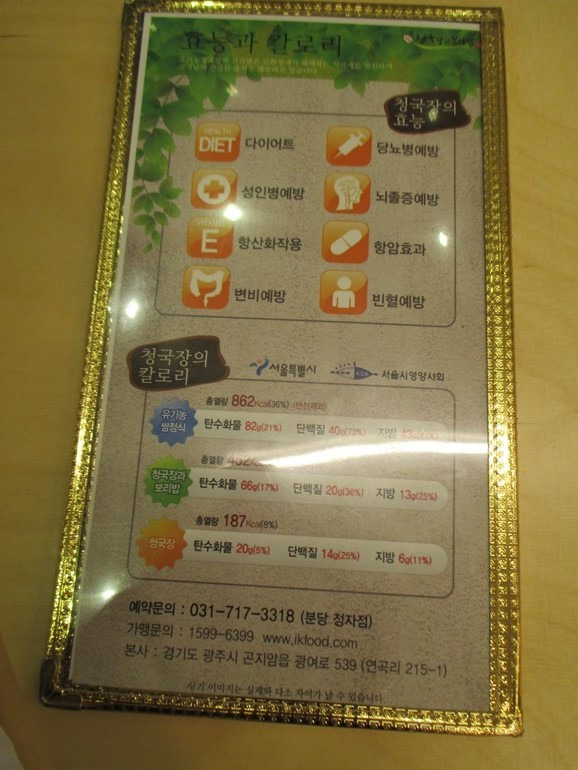 효능과 칼로리
청국장의
효능
HEALTH
DIET 다이어트
당뇨병예방
성인병예방
뇌졸증예방
VITAMIN
E 항산화작용
항암효과
변비예방
빈혈예방
청국장의
칼로리
서울특별시
서울시영양사회
총열량 862Kcal(36%) (반찬제외)
유기농
쌈정식
탄수화물 82g(21%) 단백질 40g(73%) 지방
총열량
청국장과
보리밥
탄수화물 66g(17%) 단백질 20g(36%) 지방 13g(25%)
총열량 187Kcal(8%)
청국장
탄수화물 20g(5%) 단백질 14g(25%) 지방 6g(11%)
예약문의 : 031-717-3318 (분당 정자점)
가맹문의 : 1599-6399 www.ikfood.com
본사 : 경기도 광주시 곤지암읍 광여로 539 (연곡리 215-1)
상기 이미지는 실제와 다소 차이가 날 수 있습니다.